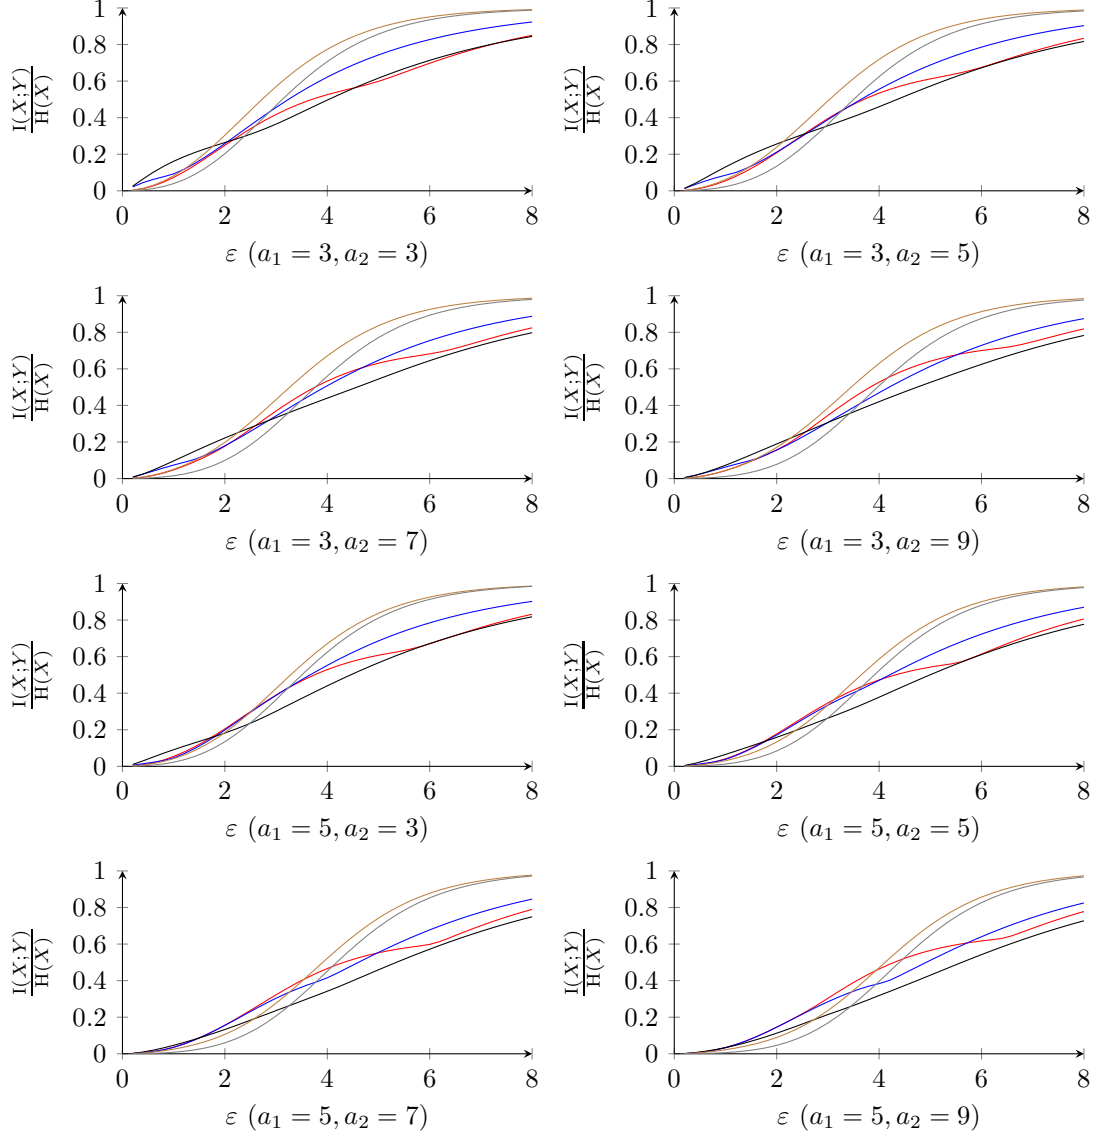 1
0.8
0.6
0.4
0.2
0
I(X;Y)
H(X)
0 2 4 6 8
ε (a₁ = 3, a₂ = 3)
1
0.8
0.6
0.4
0.2
0
I(X;Y)
H(X)
0 2 4 6 8
ε (a₁ = 3, a₂ = 5)
1
0.8
0.6
0.4
0.2
0
I(X;Y)
H(X)
0 2 4 6 8
ε (a₁ = 3, a₂ = 7)
1
0.8
0.6
0.4
0.2
0
I(X;Y)
H(X)
0 2 4 6 8
ε (a₁ = 3, a₂ = 9)
1
0.8
0.6
0.4
0.2
0
I(X;Y)
H(X)
0 2 4 6 8
ε (a₁ = 5, a₂ = 3)
1
0.8
0.6
0.4
0.2
0
I(X;Y)
H(X)
0 2 4 6 8
ε (a₁ = 5, a₂ = 5)
1
0.8
0.6
0.4
0.2
0
I(X;Y)
H(X)
0 2 4 6 8
ε (a₁ = 5, a₂ = 7)
1
0.8
0.6
0.4
0.2
0
I(X;Y)
H(X)
0 2 4 6 8
ε (a₁ = 5, a₂ = 9)